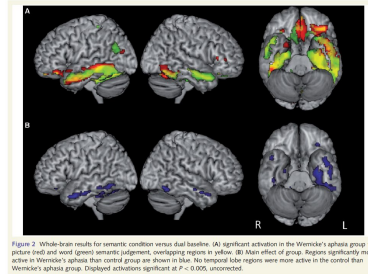 A
B
R
L
Figure 2 Whole-brain results for semantic condition versus dual baseline. (A) significant activation in the Wernicke's aphasia group
picture (red) and word (green) semantic judgement, overlapping regions in yellow. (B) Main effect of group. Regions significantly mo
active in Wernicke's aphasia than control group are shown in blue. No temporal lobe regions were more active in the control than
Wernicke's aphasia group. Displayed activations significant at P < 0.005, uncorrected.